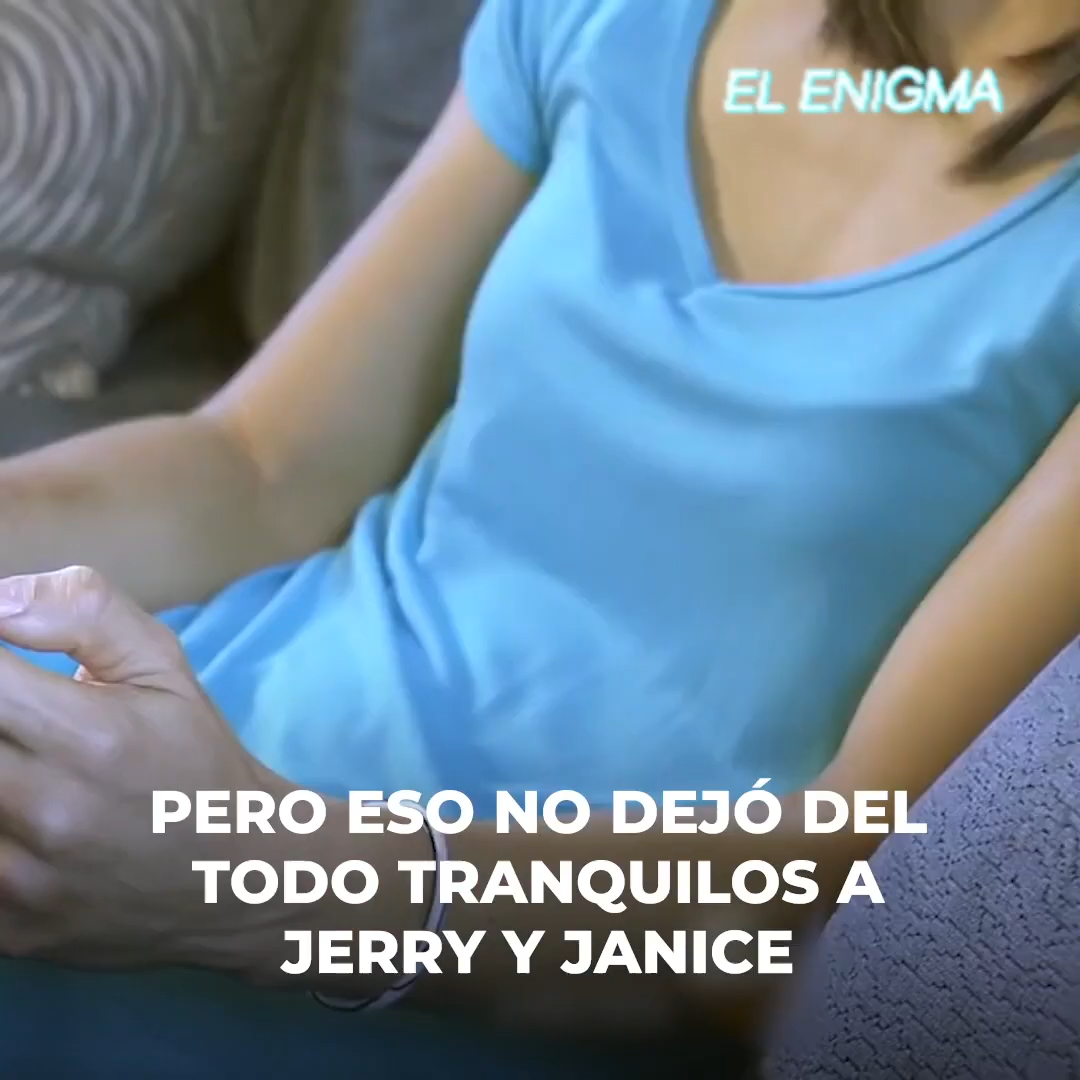 EL ENIGMA
PERO ESO NO DEJÓ DEL
TODO TRANQUILOS A
JERRY Y JANICE